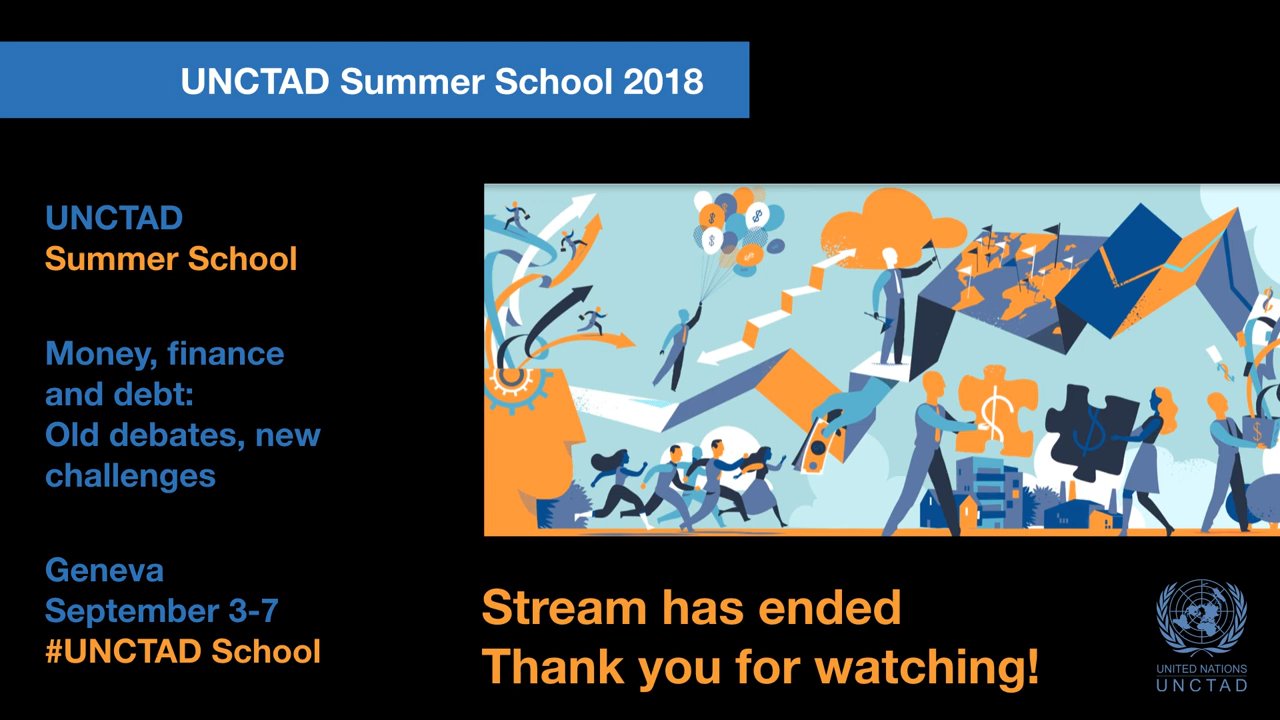 UNCTAD Summer School 2018
UNCTAD
Summer School
Money, finance
and debt:
Old debates, new
challenges
Geneva
September 3-7
#UNCTAD School
$
$
$
$
$
$
$
Stream has ended
Thank you for watching!
UNITED NATIONS
UNCTAD